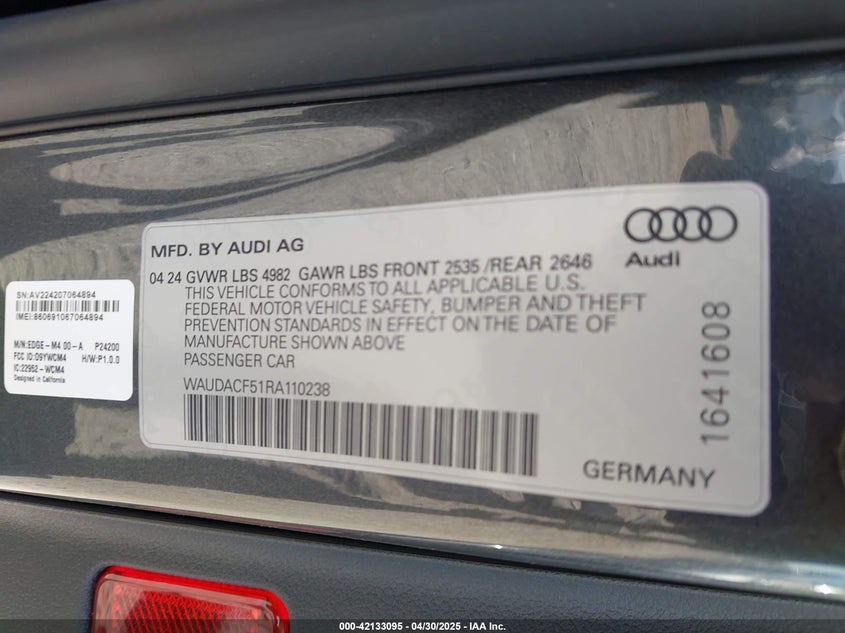 MFD. BY AUDI AG
Audi
04 24 GVWR LBS 4982 GAWR LBS FRONT 2535 /REAR 2646
THIS VEHICLE CONFORMS TO ALL APPLICABLE U.S.
FEDERAL MOTOR VEHICLE SAFETY, BUMPER AND THEFT
PREVENTION STANDARDS IN EFFECT ON THE DATE OF
MANUFACTURE SHOWN ABOVE
PASSENGER CAR
WAUDACF51RA110238
1641608
GERMANY
SN:AV224207064894
IMEI:860691067064894
M/N:EDGE-M4 00-A P24200
FCC ID:O9YWCM4 H/W:P1.0.0
IC:22952-WCM4
Designed in California
000-42133095 - 04/30/2025 - IAA Inc.